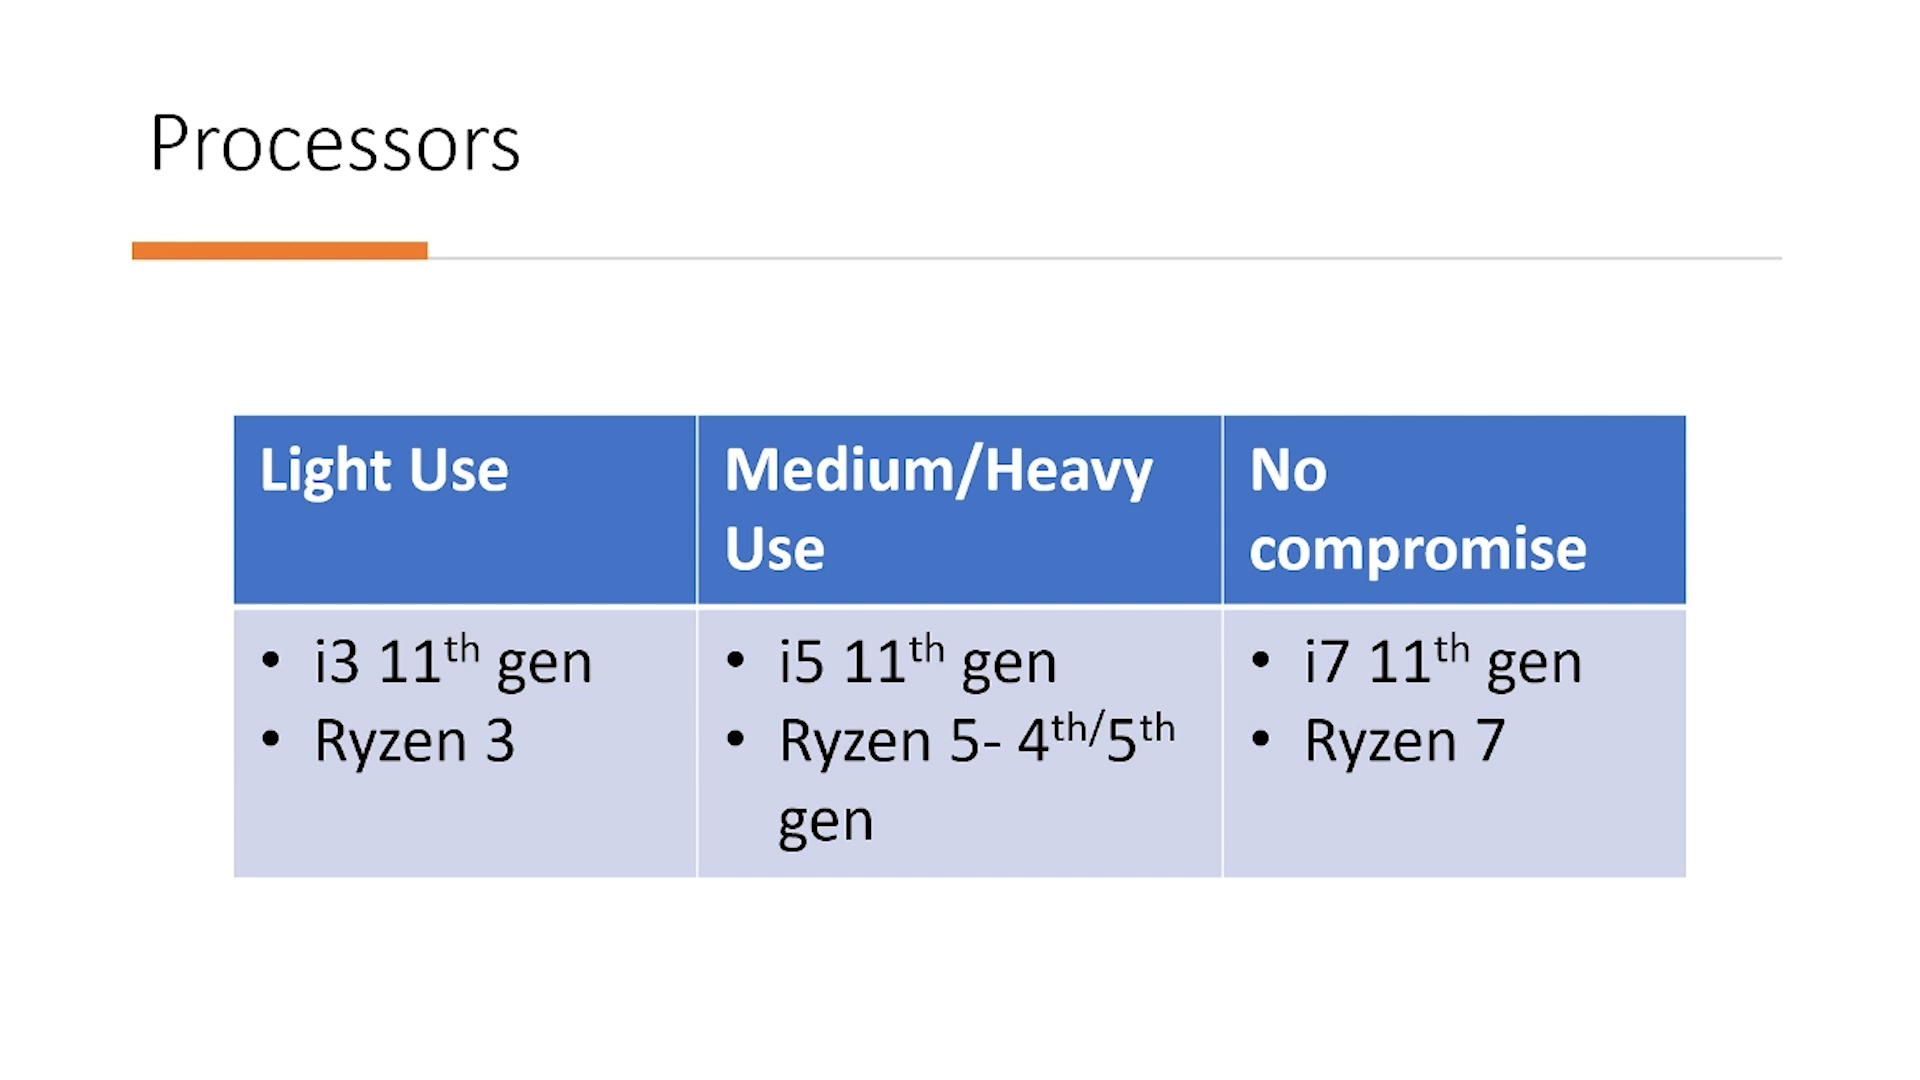 Processors
Light Use
Medium/Heavy
Use
No
compromise
• i3 11th gen
• Ryzen 3
• i5 11th gen
• Ryzen 5- 4th/5th
gen
• i7 11th gen
• Ryzen 7